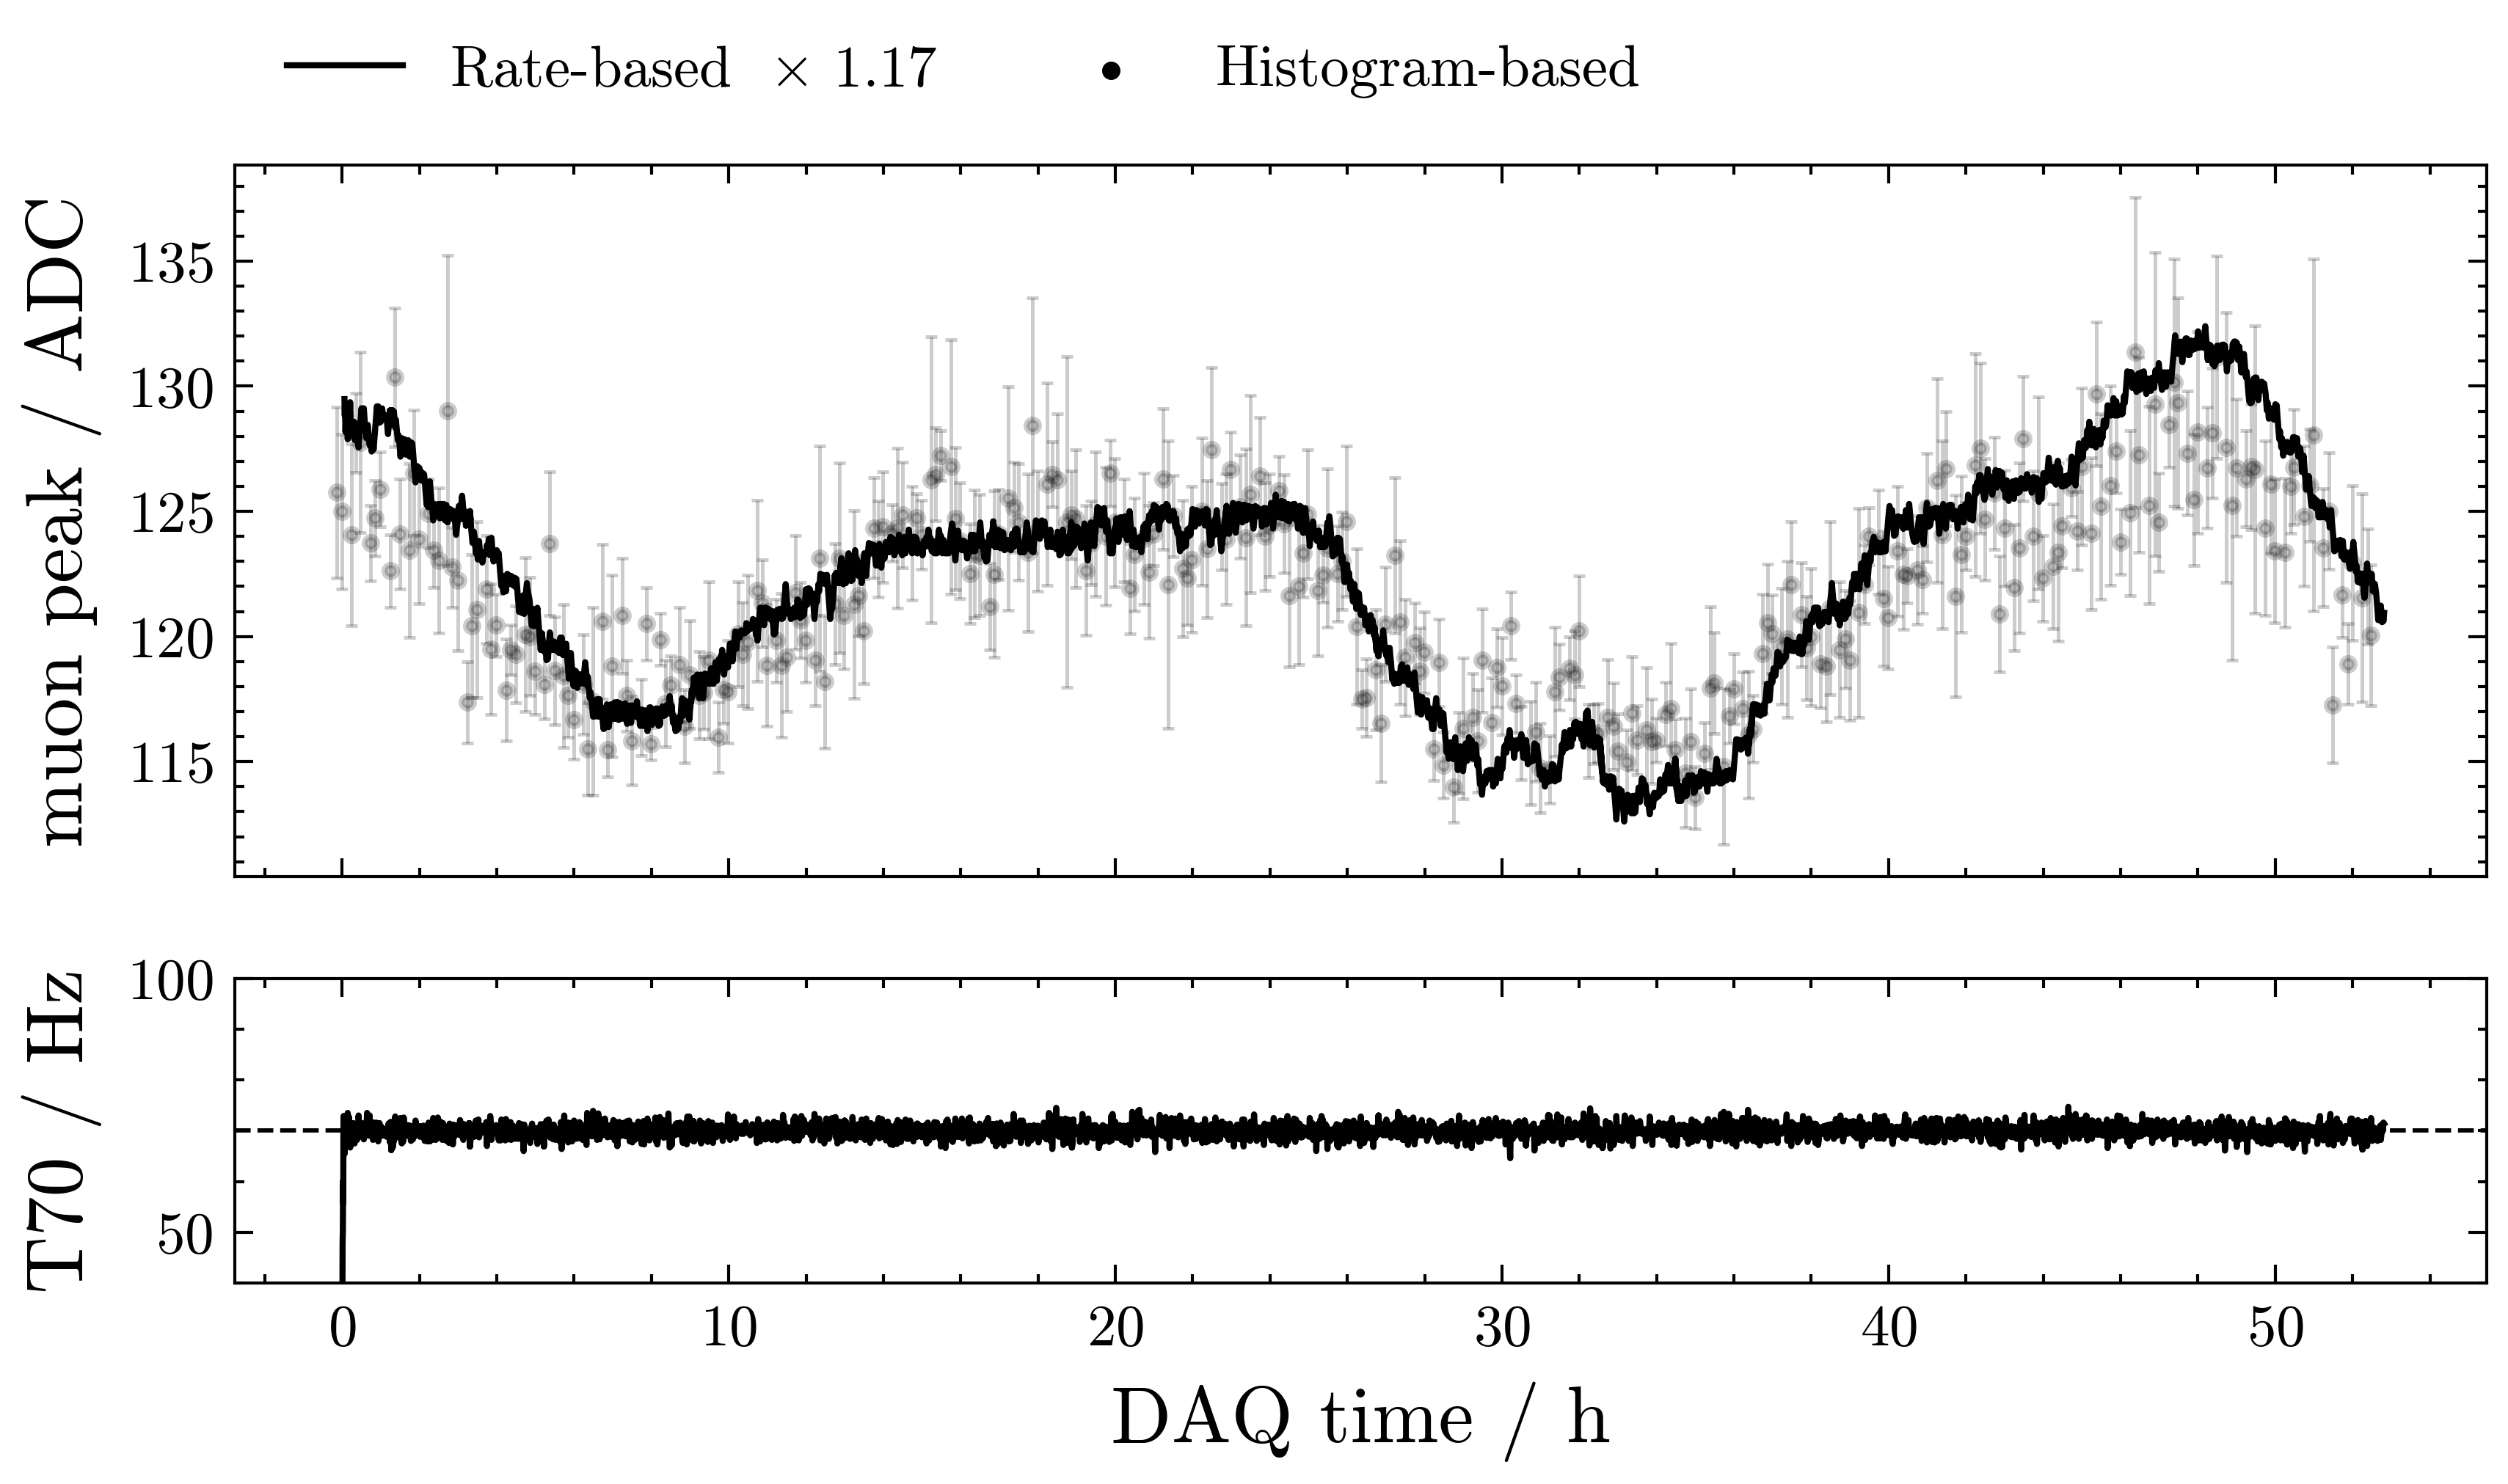 Rate-based × 1.17
Histogram-based
muon peak / ADC
135
130
125
120
115
T70 / Hz
100
50
0 10 20 30 40 50
DAQ time / h